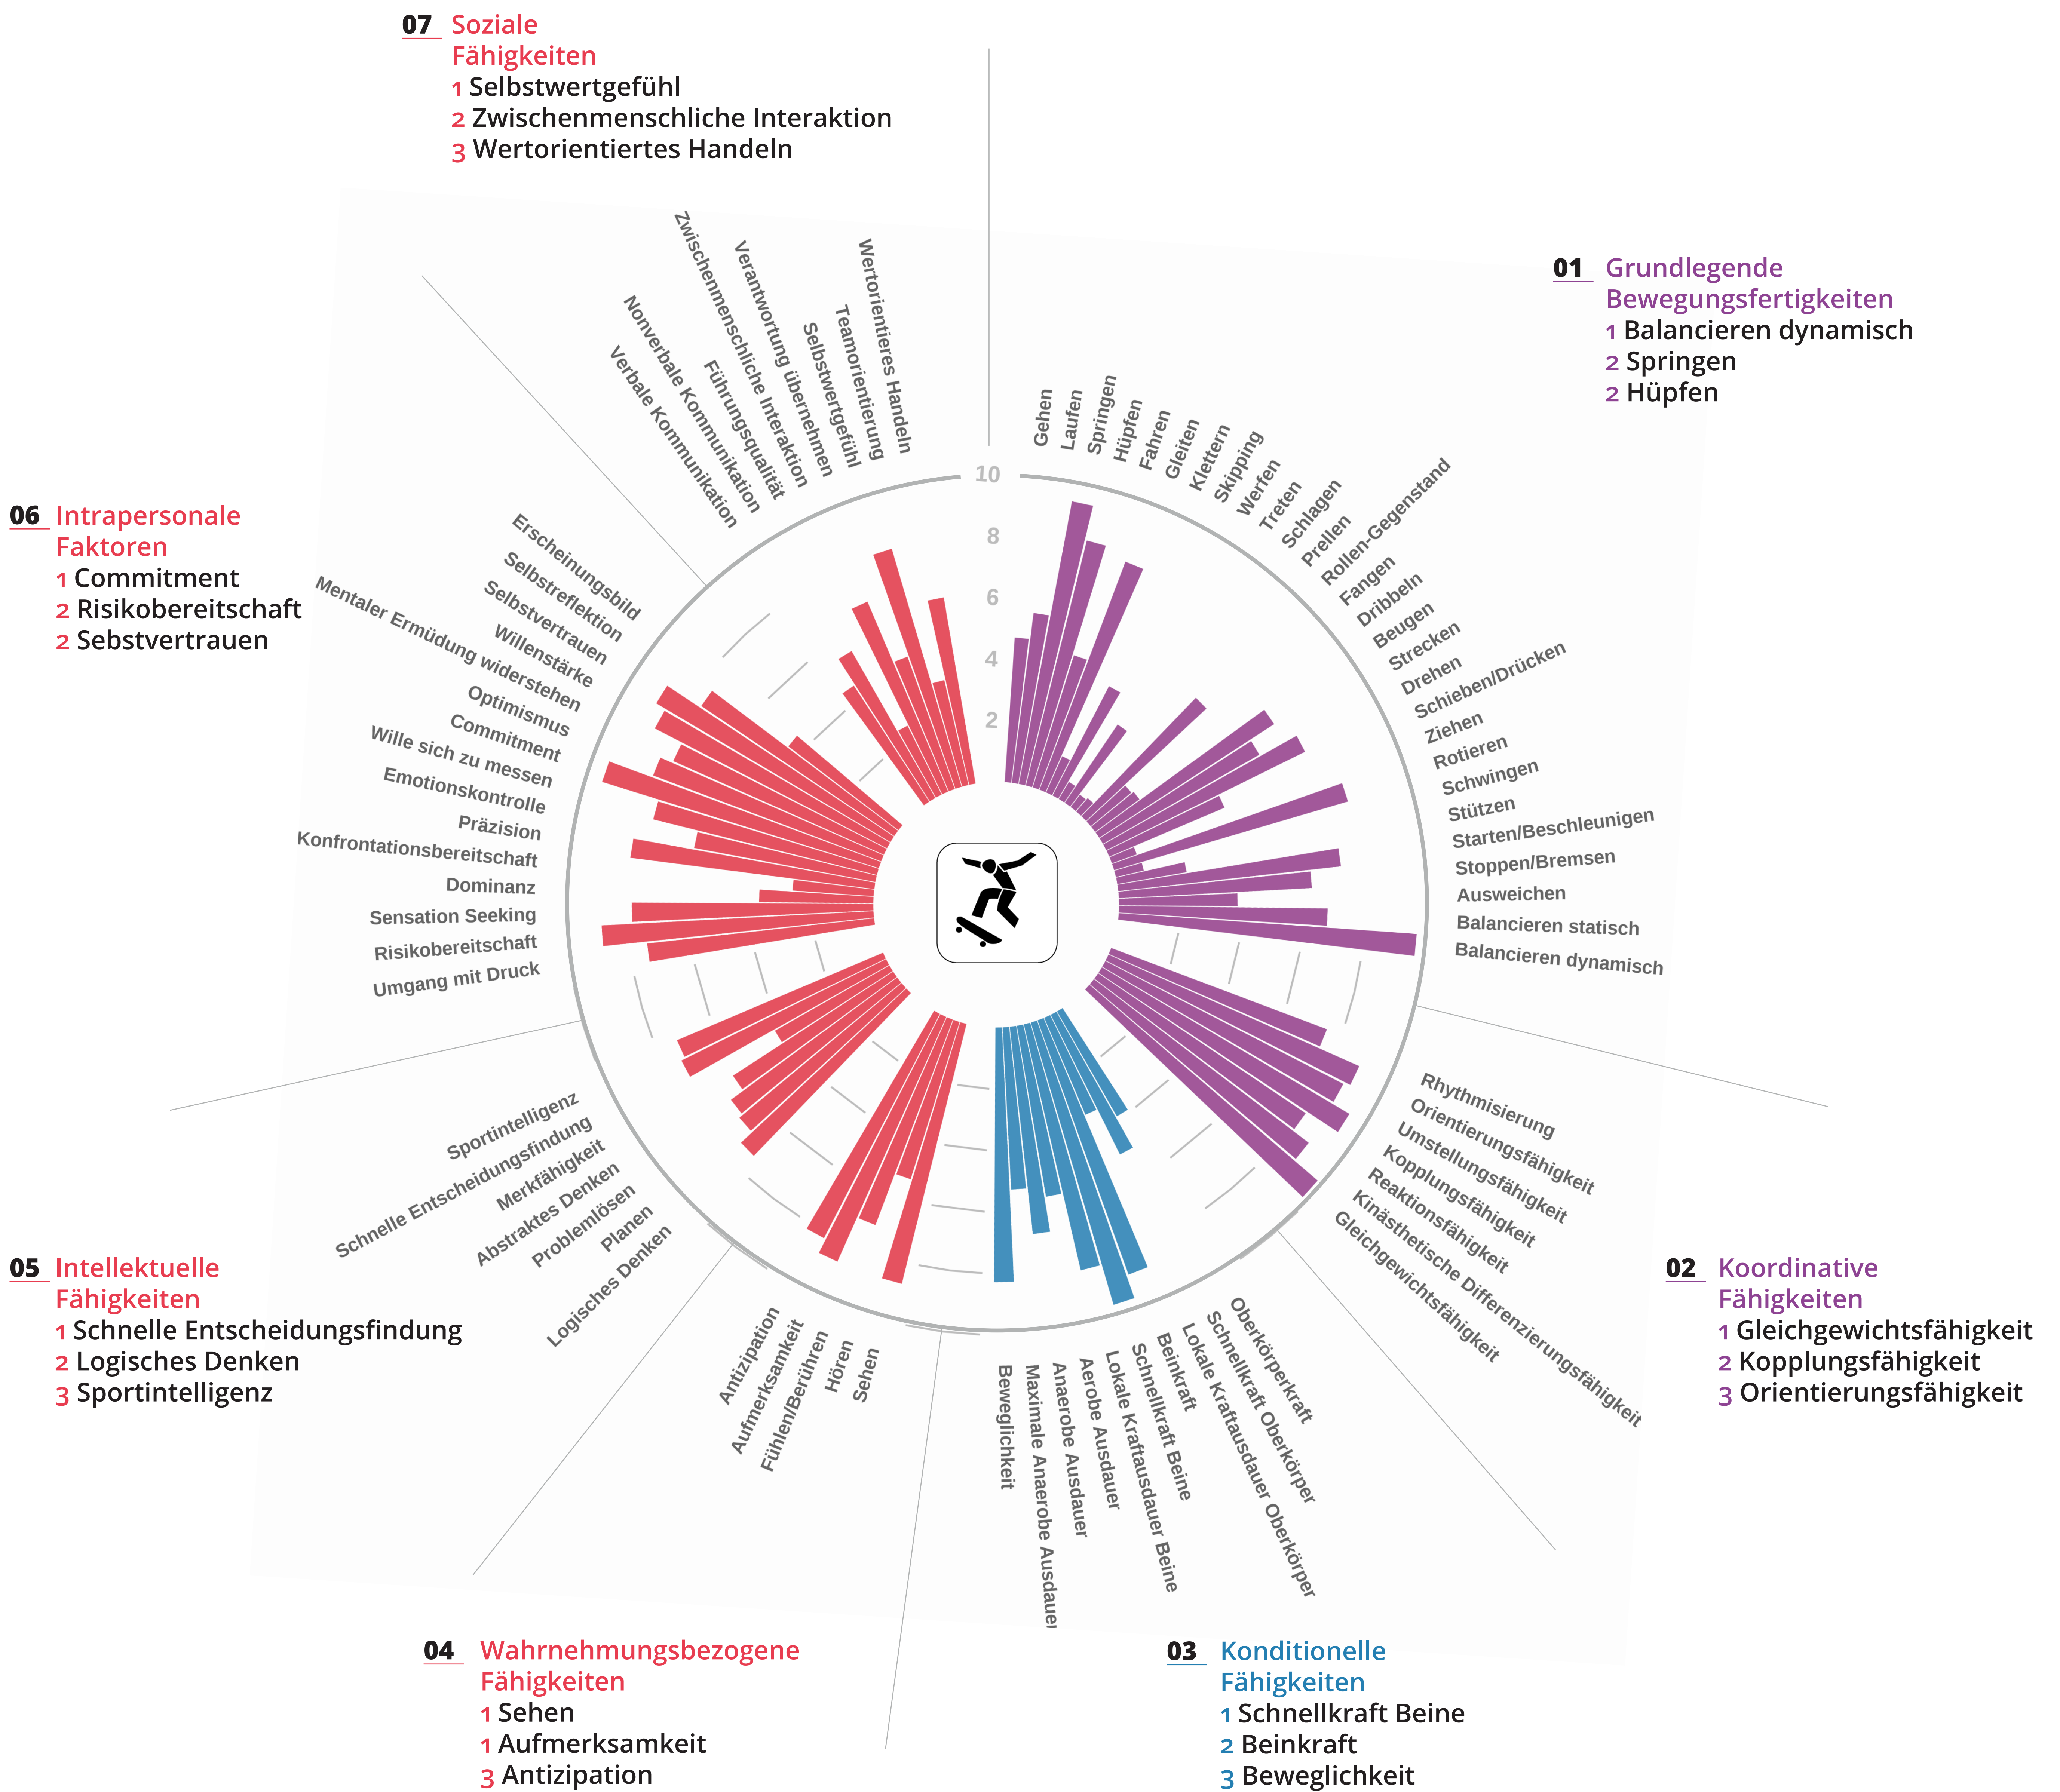 07 Soziale
Fähigkeiten
1 Selbstwertgefühl
2 Zwischenmenschliche Interaktion
3 Wertorientiertes Handeln
01 Grundlegende
Bewegungsfertigkeiten
1 Balancieren dynamisch
2 Springen
2 Hüpfen
06 Intrapersonale
Faktoren
1 Commitment
2 Risikobereitschaft
2 Sebstvertrauen
05 Intellektuelle
Fähigkeiten
1 Schnelle Entscheidungsfindung
2 Logisches Denken
3 Sportintelligenz
02 Koordinative
Fähigkeiten
1 Gleichgewichtsfähigkeit
2 Kopplungsfähigkeit
3 Orientierungsfähigkeit
04 Wahrnehmungsbezogene
Fähigkeiten
1 Sehen
1 Aufmerksamkeit
3 Antizipation
03 Konditionelle
Fähigkeiten
1 Schnellkraft Beine
2 Beinkraft
3 Beweglichkeit
10
8
6
4
2
Gehen
Laufen
Springen
Hüpfen
Fahren
Gleiten
Klettern
Skipping
Werfen
Treten
Schlagen
Prellen
Rollen-Gegenstand
Fangen
Dribbeln
Beugen
Strecken
Drehen
Schieben/Drücken
Ziehen
Rotieren
Schwingen
Stützen
Starten/Beschleunigen
Stoppen/Bremsen
Ausweichen
Balancieren statisch
Balancieren dynamisch
Rhythmisierung
Orientierungsfähigkeit
Umstellungsfähigkeit
Kopplungsfähigkeit
Reaktionsfähigkeit
Kinästhetische Differenzierungsfähigkeit
Gleichgewichtsfähigkeit
Oberkörperkraft
Schnellkraft Oberkörper
Lokale Kraftausdauer Oberkörper
Beinkraft
Schnellkraft Beine
Lokale Kraftausdauer Beine
Aerobe Ausdauer
Anaerobe Ausdauer
Maximale Anaerobe Ausdauer
Beweglichkeit
Sehen
Hören
Fühlen/Berühren
Aufmerksamkeit
Antizipation
Logisches Denken
Planen
Problemlösen
Abstraktes Denken
Merkfähigkeit
Schnelle Entscheidungsfindung
Sportintelligenz
Umgang mit Druck
Risikobereitschaft
Sensation Seeking
Dominanz
Konfrontationsbereitschaft
Präzision
Emotionskontrolle
Wille sich zu messen
Commitment
Optimismus
Mentaler Ermüdung widerstehen
Willenstärke
Selbstvertrauen
Selbstreflektion
Erscheinungsbild
Verbale Kommunikation
Nonverbale Kommunikation
Führungsqualität
Zwischenmenschliche Interaktion
Verantwortung übernehmen
Selbstwertgefühl
Teamorientierung
Wertorientieres Handeln